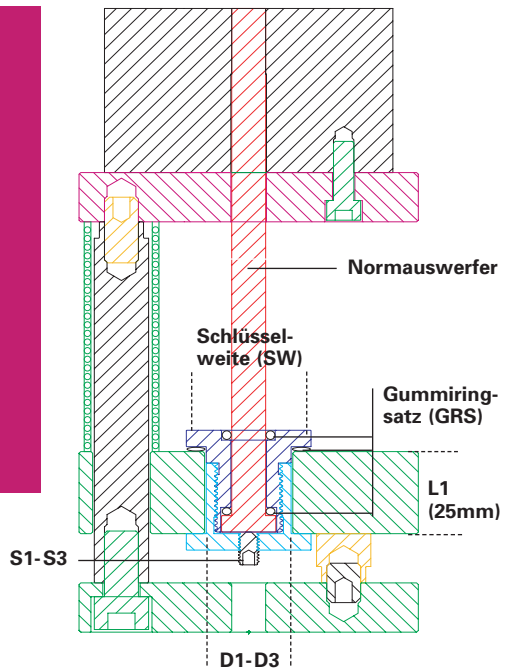 Normauswerfer
Schlüssel-
weite (SW)
Gummiring-
satz (GRS)
L1
(25mm)
S1-S3
D1-D3